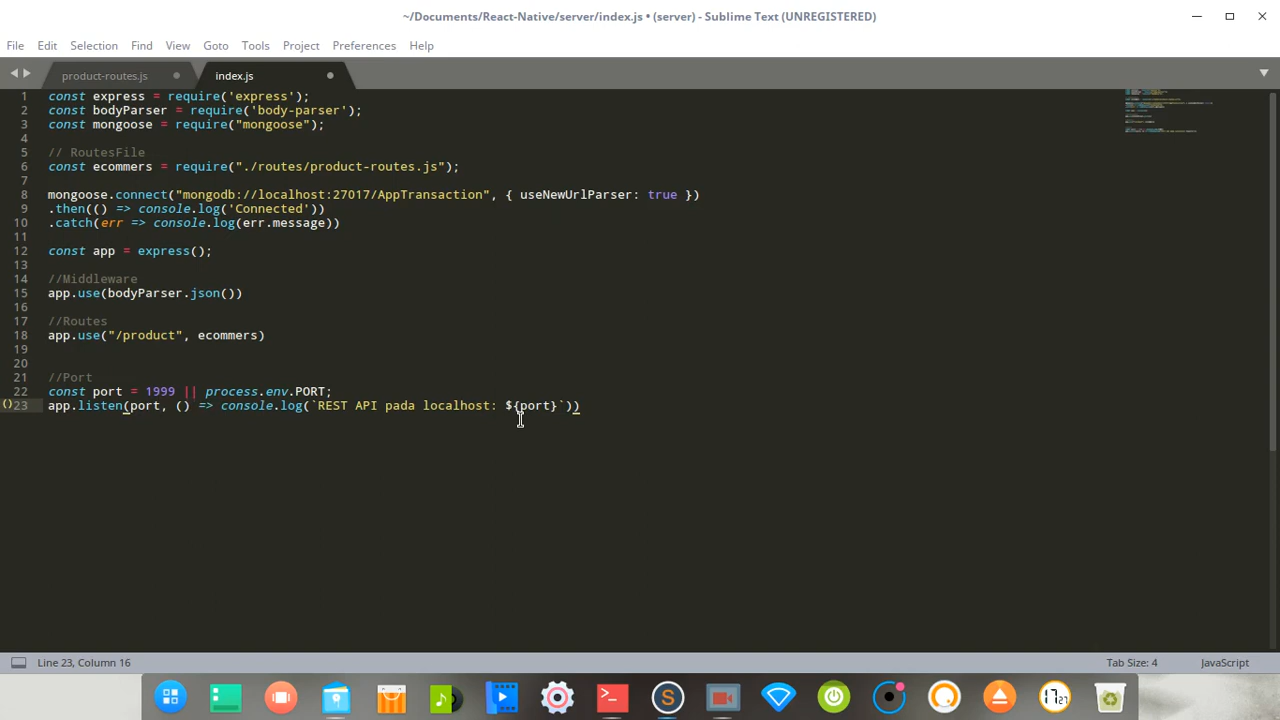 ~/Documents/React-Native/server/index.js • (server) - Sublime Text (UNREGISTERED)
File Edit Selection Find View Goto Tools Project Preferences Help
product-routes.js index.js
1 const express = require('express');
2 const bodyParser = require('body-parser');
3 const mongoose = require("mongoose");
4
5 // RoutesFile
6 const ecommers = require("./routes/product-routes.js");
7
8 mongoose.connect("mongodb://localhost:27017/AppTransaction", { useNewUrlParser: true })
9 .then(() => console.log('Connected'))
10 .catch(err => console.log(err.message))
11
12 const app = express();
13
14 //Middleware
15 app.use(bodyParser.json())
16
17 //Routes
18 app.use("/product", ecommers)
19
20
21 //Port
22 const port = 1999 || process.env.PORT;
()23 app.listen(port, () => console.log(`REST API pada localhost: ${port}`))
Line 23, Column 16 Tab Size: 4 JavaScript